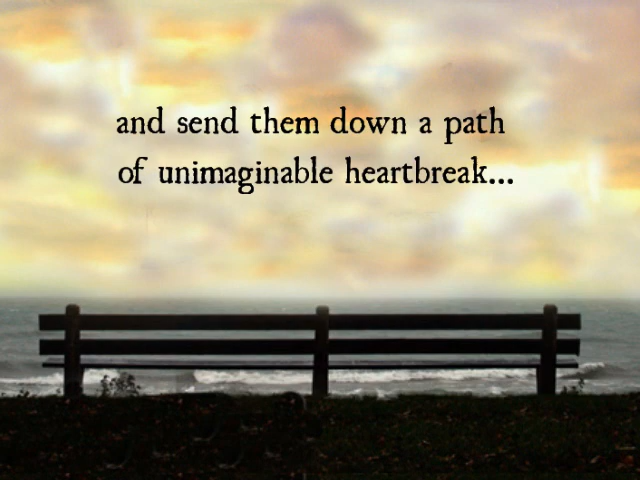 and send them down a path
of unimaginable heartbreak...